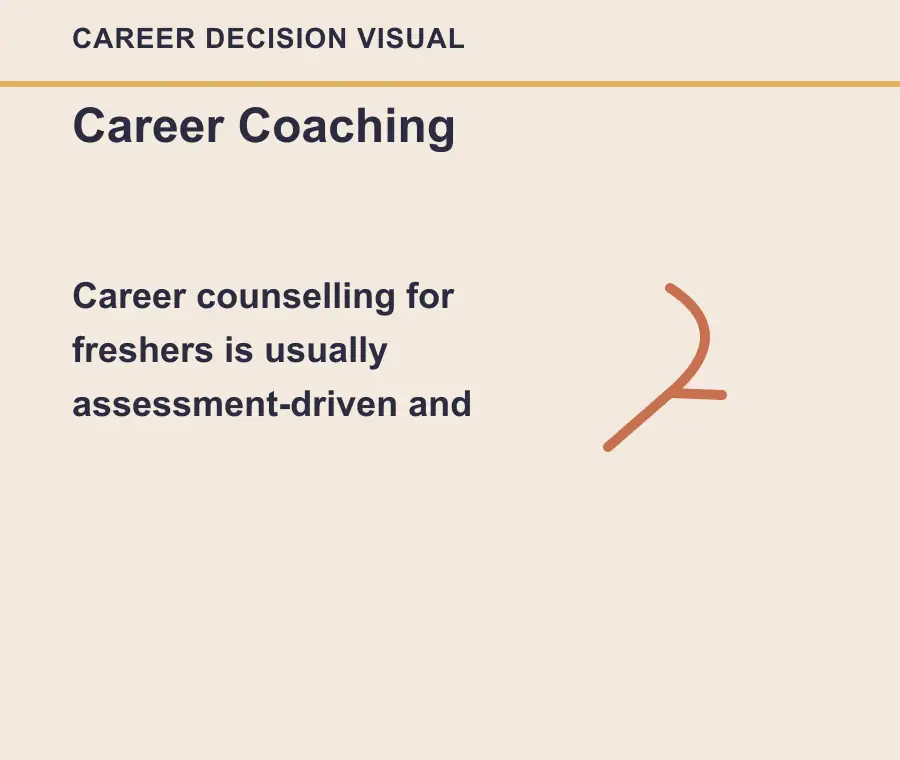 CAREER DECISION VISUAL
Career Coaching
Career counselling for
freshers is usually
assessment-driven and